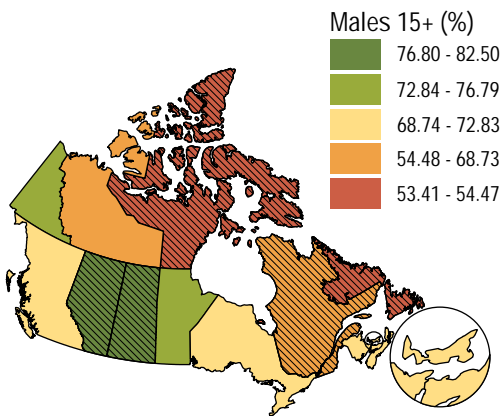 Males 15+ (%)
76.80 - 82.50
72.84 - 76.79
68.74 - 72.83
54.48 - 68.73
53.41 - 54.47